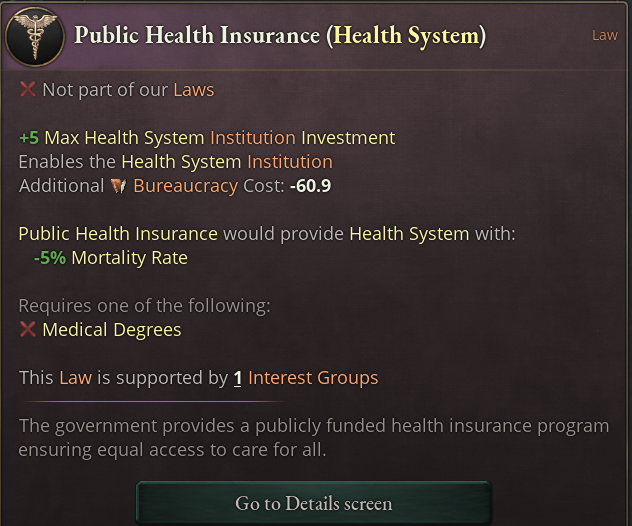 Public Health Insurance (Health System)
Law
Not part of our Laws
+5 Max Health System Institution Investment
Enables the Health System Institution
Additional Bureaucracy Cost: -60.9
Public Health Insurance would provide Health System with:
-5% Mortality Rate
Requires one of the following:
Medical Degrees
This Law is supported by 1 Interest Groups
The government provides a publicly funded health insurance program
ensuring equal access to care for all.
Go to Details screen